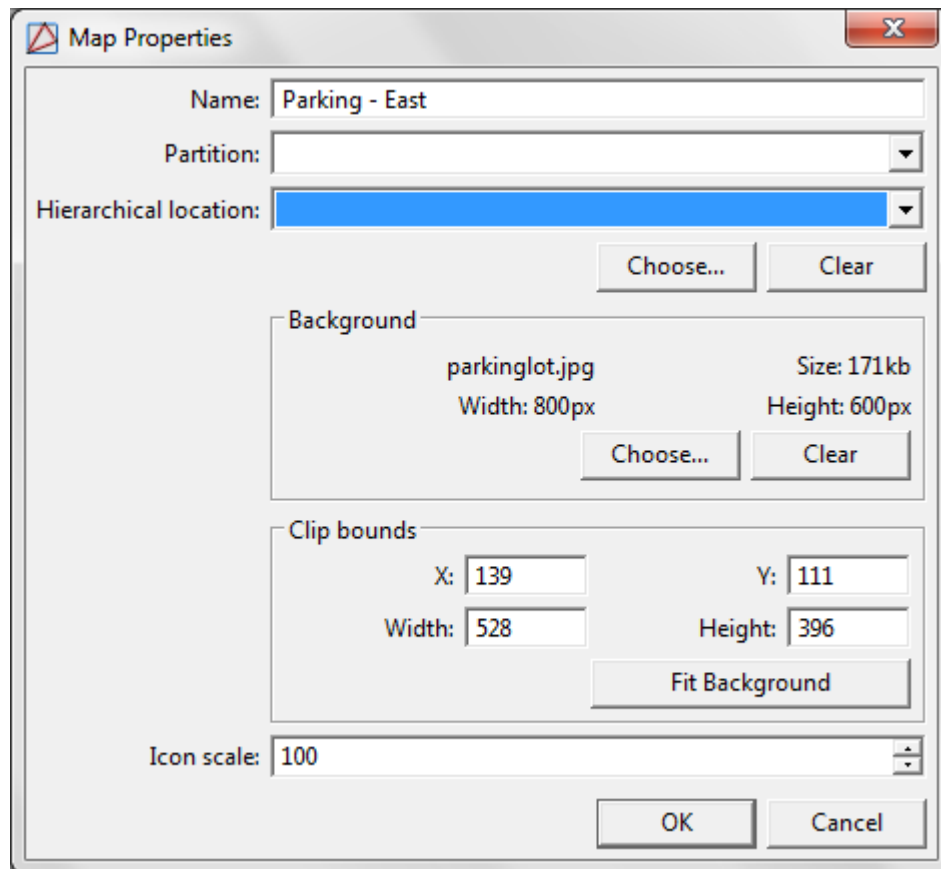 Map Properties
Name: Parking - East
Partition:
Hierarchical location:
Choose... Clear
Background
parkinglot.jpg Size: 171kb
Width: 800px Height: 600px
Choose... Clear
Clip bounds
X: 139 Y: 111
Width: 528 Height: 396
Fit Background
Icon scale: 100
OK Cancel